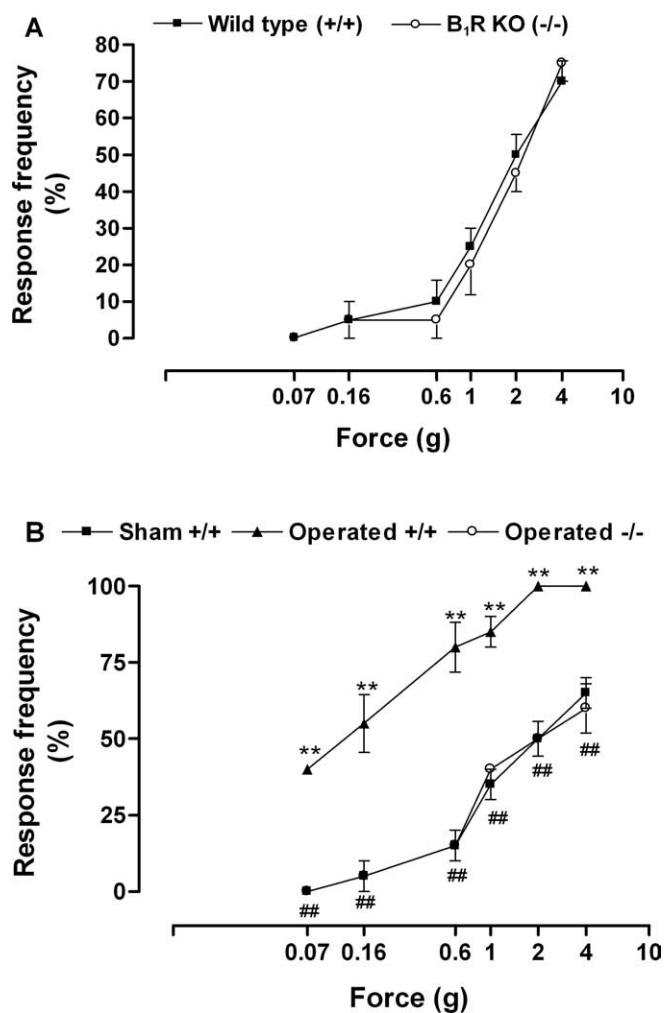 A
Wild type (+/+) B₁R KO (-/-)
Response frequency
(%)
80
70
60
50
40
30
20
10
0
0.07 0.16 0.6 1 2 4 10
Force (g)
B Sham +/+ Operated +/+ Operated -/-
Response frequency
(%)
100
75
50
25
0
** ** ** ** ** **
## ## ## ## ## ##
0.07 0.16 0.6 1 2 4 10
Force (g)